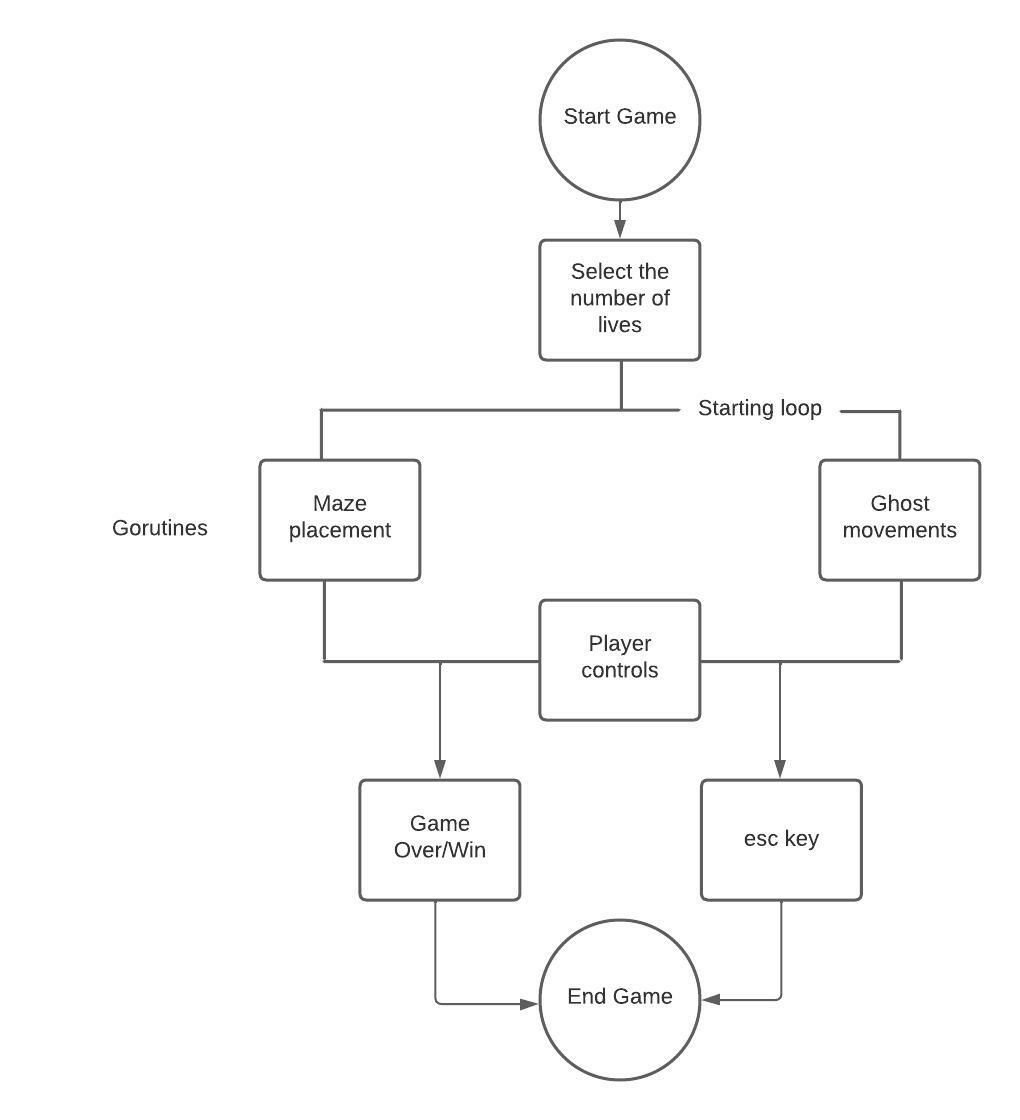 Start Game
Select the
number of
lives
Starting loop
Maze
placement
Ghost
movements
Gorutines
Player
controls
Game
Over/Win
esc key
End Game